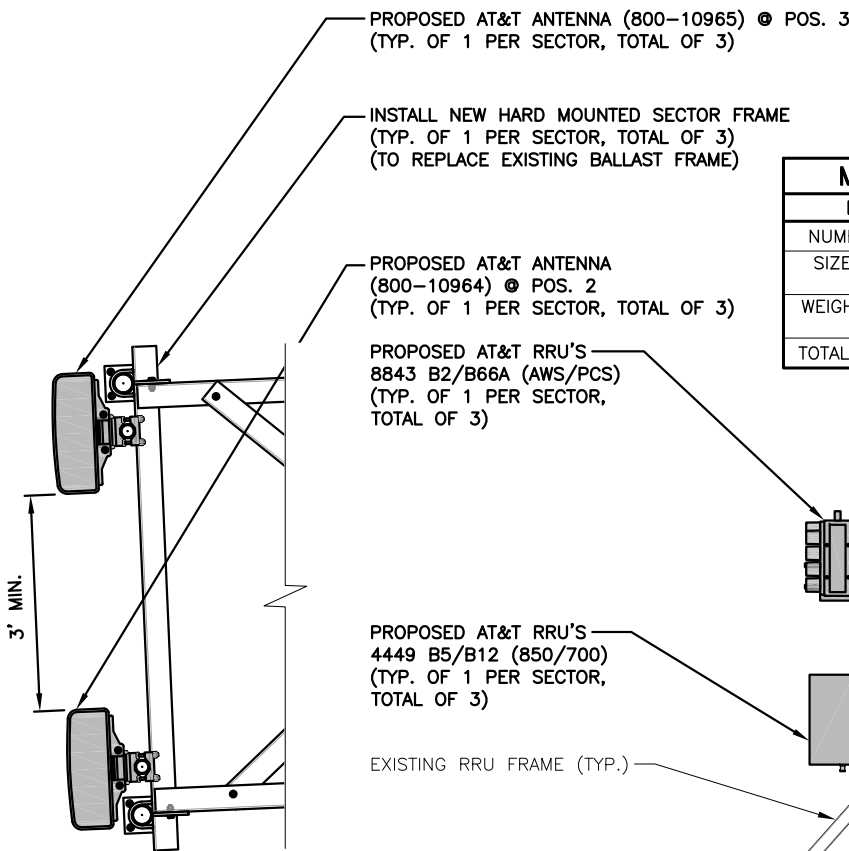 PROPOSED AT&T ANTENNA (800-10965) @ POS. 3
(TYP. OF 1 PER SECTOR, TOTAL OF 3)
INSTALL NEW HARD MOUNTED SECTOR FRAME
(TYP. OF 1 PER SECTOR, TOTAL OF 3)
(TO REPLACE EXISTING BALLAST FRAME)
PROPOSED AT&T ANTENNA
(800-10964) @ POS. 2
(TYP. OF 1 PER SECTOR, TOTAL OF 3)
PROPOSED AT&T RRU'S
8843 B2/B66A (AWS/PCS)
(TYP. OF 1 PER SECTOR,
TOTAL OF 3)
3' MIN.
PROPOSED AT&T RRU'S
4449 B5/B12 (850/700)
(TYP. OF 1 PER SECTOR,
TOTAL OF 3)
EXISTING RRU FRAME (TYP.)
SIZE
TOTAL